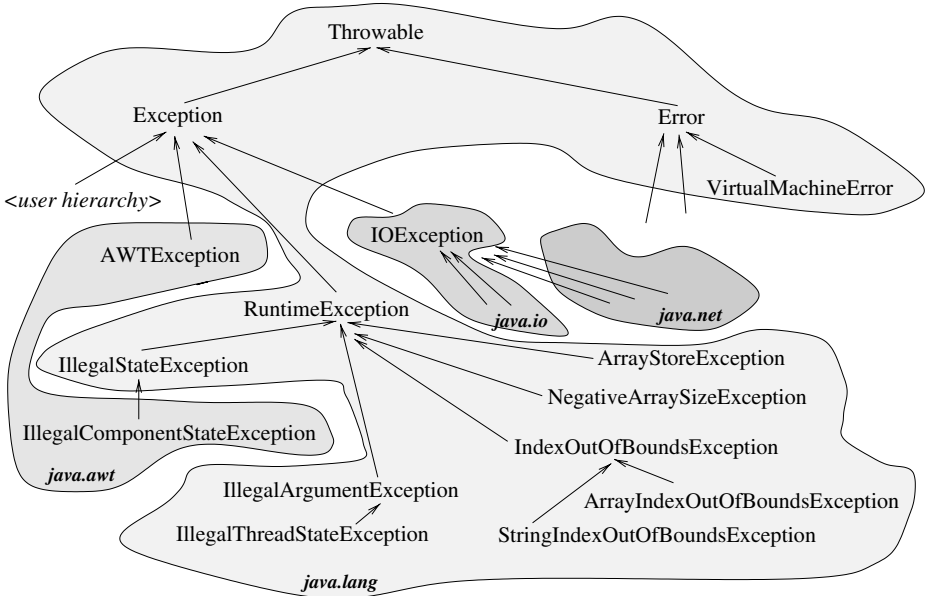 Throwable
Exception
Error
VirtualMachineError
<user hierarchy>
IOException
AWTException
RuntimeException
java.io
java.net
ArrayStoreException
IllegalStateException
NegativeArraySizeException
IllegalComponentStateException
IndexOutOfBoundsException
java.awt
IllegalArgumentException
ArrayIndexOutOfBoundsException
IllegalThreadStateException
StringIndexOutOfBoundsException
java.lang